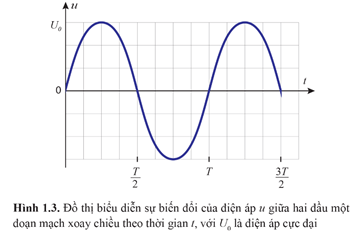 u
U₀
t
0
T/2
T
3T/2
Hình 1.3. Đồ thị biểu diễn sự biến đổi của điện áp u giữa hai đầu một
đoạn mạch xoay chiều theo thời gian t, với U₀ là điện áp cực đại